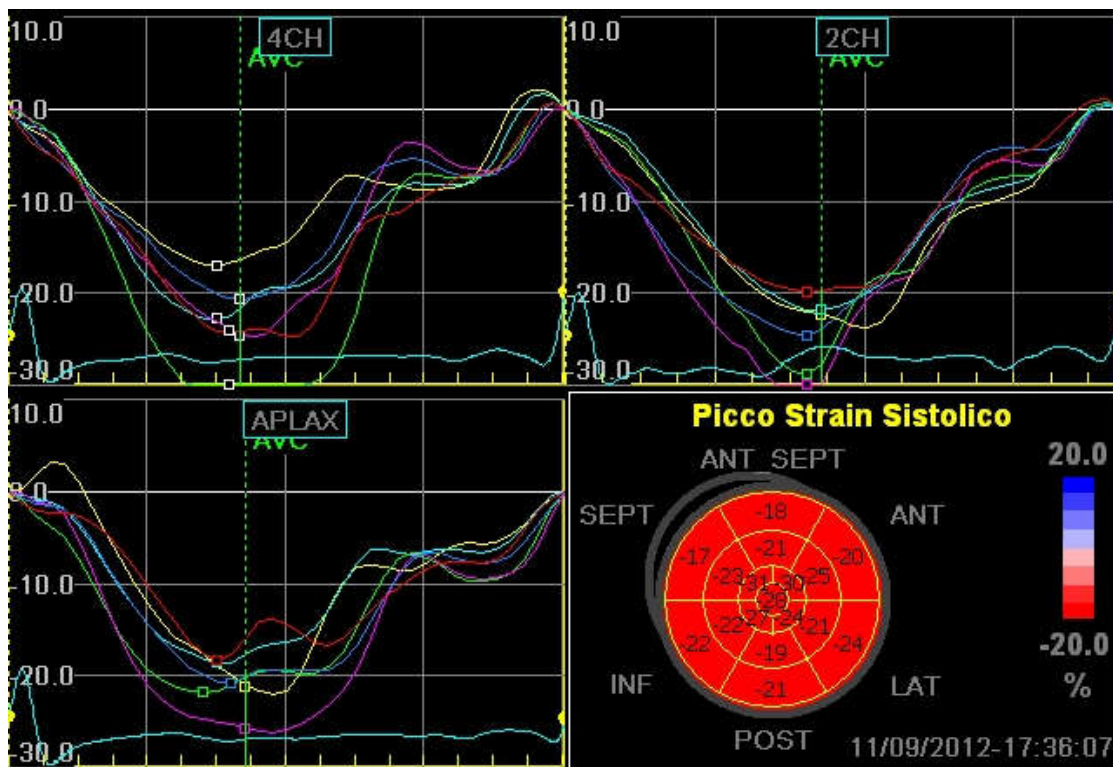 10.0
4CH
AVC
0.0
-10.0
-20.0
-30.0
10.0
2CH
AVC
0.0
-10.0
-20.0
-30.0
10.0
APLAX
AVC
0.0
-10.0
-20.0
-30.0
Picco Strain Sistolico
ANT SEPT
20.0
SEPT
ANT
-18
-17
-21
-20
-23
-25
-31
-30
-28
-27
-24
-22
-22
-21
-24
-19
-21
-20.0
%
INF
LAT
POST
11/09/2012-17:36:07